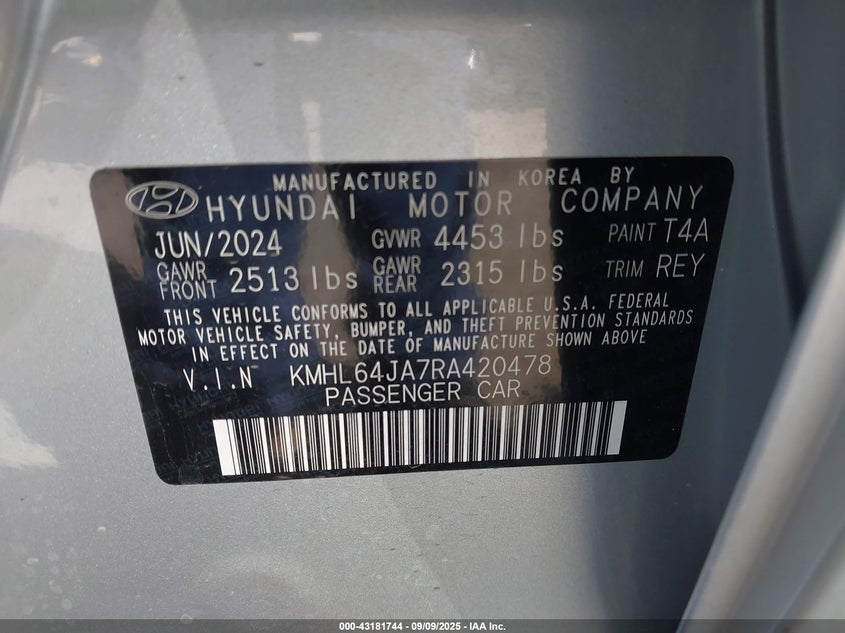 MANUFACTURED IN KOREA BY
HYUNDAI MOTOR COMPANY
JUN/2024 GVWR 4453 lbs PAINT T4A
GAWR FRONT 2513 lbs GAWR REAR 2315 lbs TRIM REY
THIS VEHICLE CONFORMS TO ALL APPLICABLE U.S.A. FEDERAL
MOTOR VEHICLE SAFETY, BUMPER, AND THEFT PREVENTION STANDARDS
IN EFFECT ON THE DATE OF MANUFACTURE SHOWN ABOVE
V.I.N KMHL64JA7RA420478
PASSENGER CAR
000-43181744 - 09/09/2025 - IAA Inc.